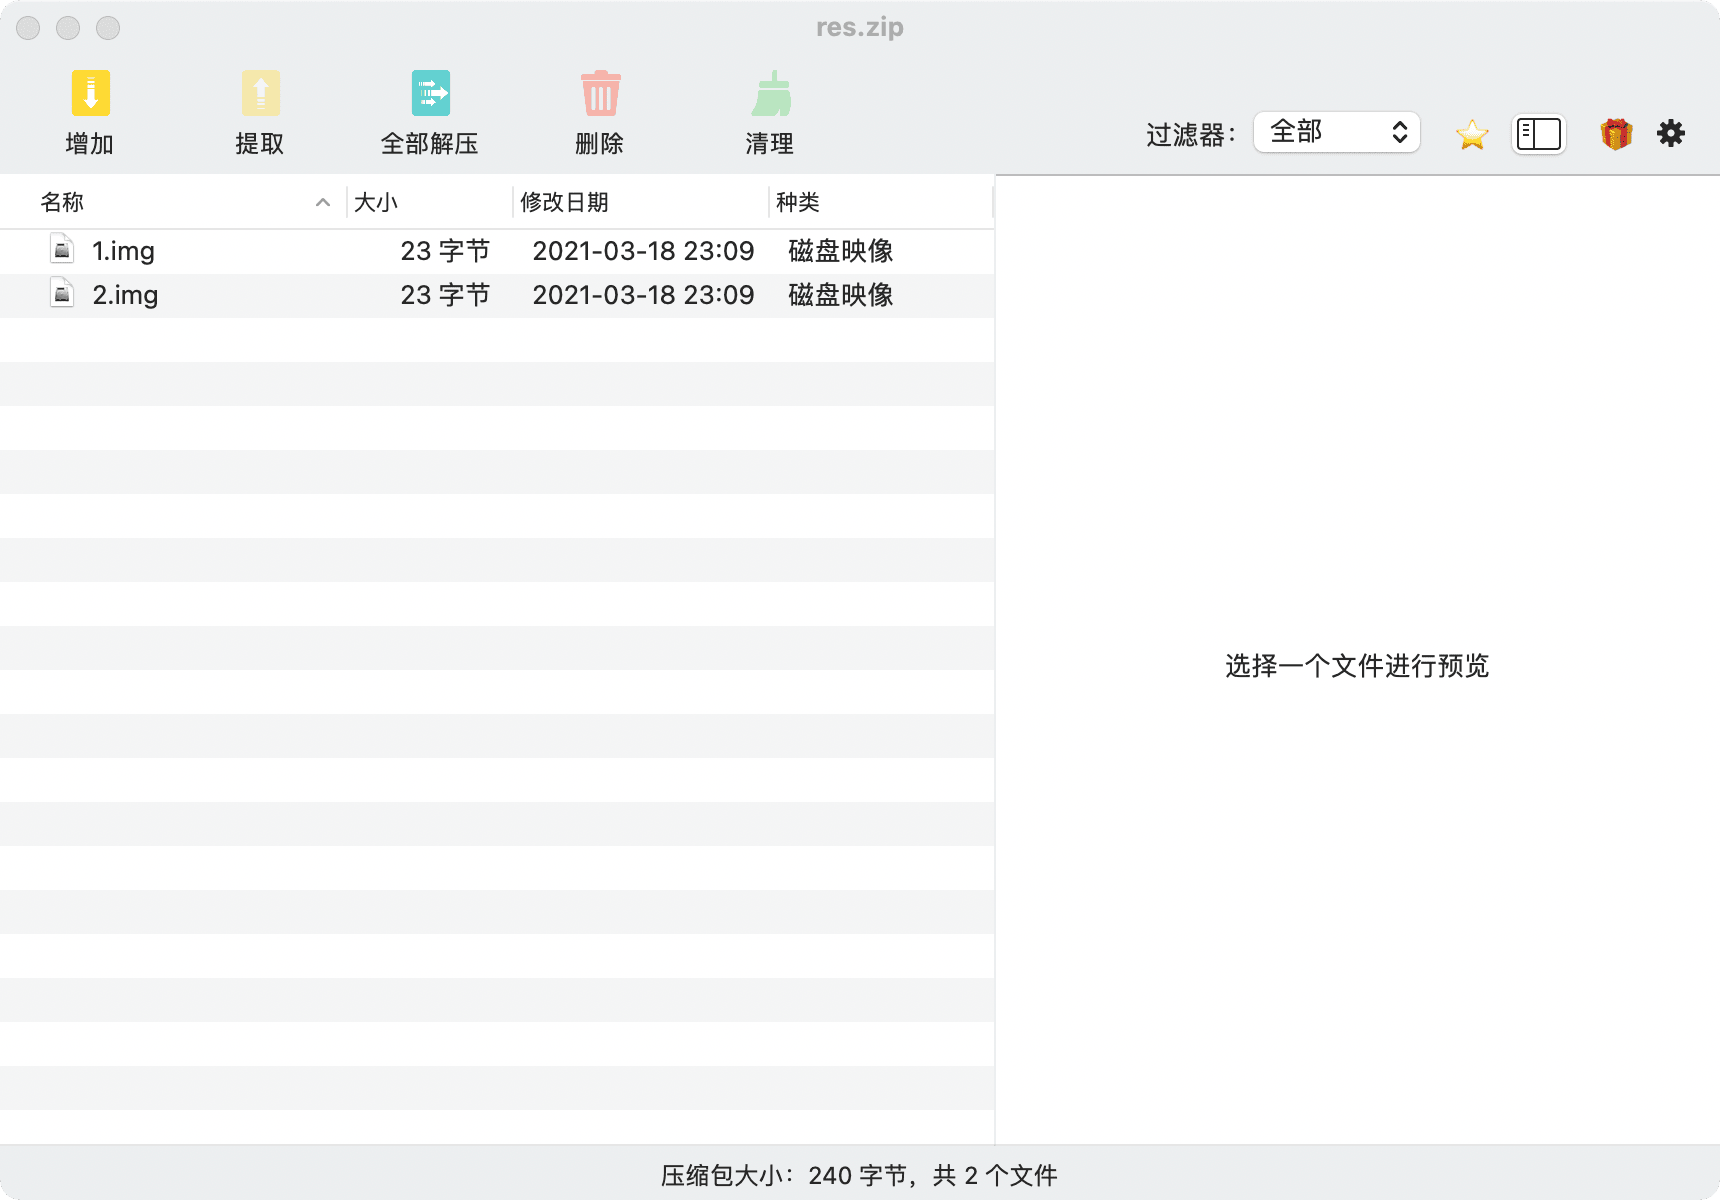 res.zip
增加 提取 全部解压 删除 清理 过滤器： 全部
名称 大小 修改日期 种类
1.img 23 字节 2021-03-18 23:09 磁盘映像
2.img 23 字节 2021-03-18 23:09 磁盘映像
选择一个文件进行预览
压缩包大小：240 字节，共 2 个文件